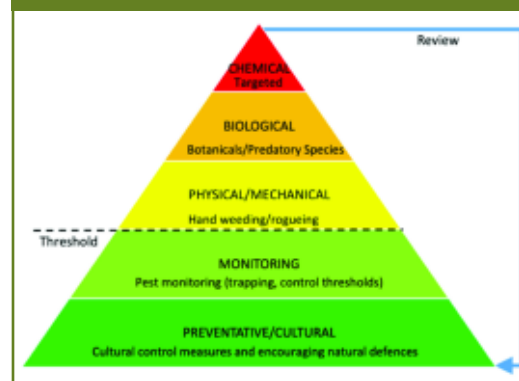 Review
CHEMICAL
Targeted
BIOLOGICAL
Botanicals/Predatory Species
PHYSICAL/MECHANICAL
Hand weeding/rogueing
Threshold
MONITORING
Pest monitoring (trapping, control thresholds)
PREVENTATIVE/CULTURAL
Cultural control measures and encouraging natural defences